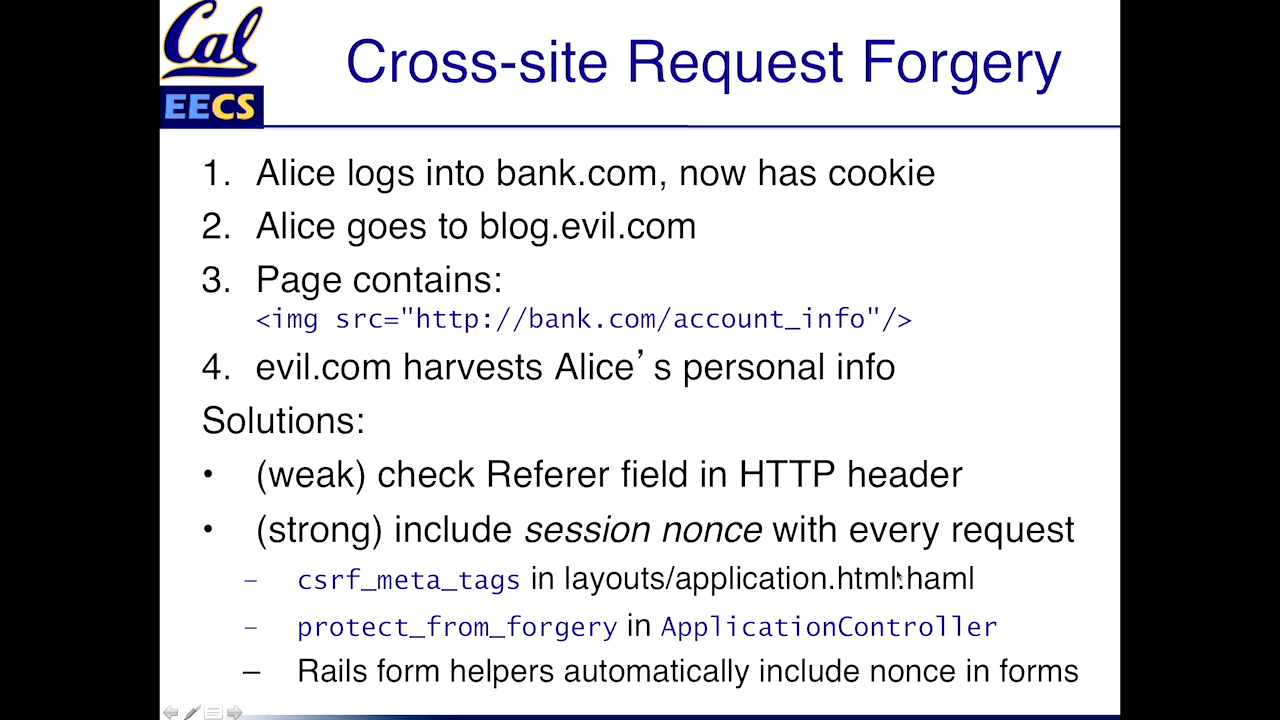 Cal
EECS
Cross-site Request Forgery
1. Alice logs into bank.com, now has cookie
2. Alice goes to blog.evil.com
3. Page contains:
<img src="http://bank.com/account_info"/>
4. evil.com harvests Alice’s personal info
Solutions:
• (weak) check Referer field in HTTP header
• (strong) include session nonce with every request
– csrf_meta_tags in layouts/application.html.haml
– protect_from_forgery in ApplicationController
– Rails form helpers automatically include nonce in forms